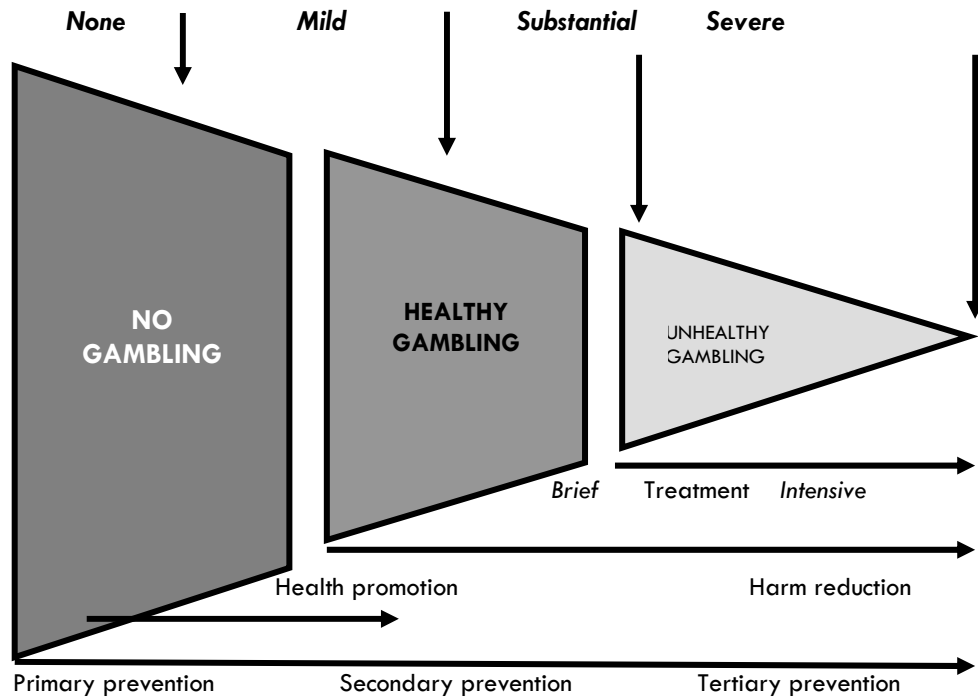 None Mild Substantial Severe
NO
GAMBLING
HEALTHY
GAMBLING
UNHEALTHY
GAMBLING
Brief Treatment Intensive
Health promotion Harm reduction
Primary prevention Secondary prevention Tertiary prevention